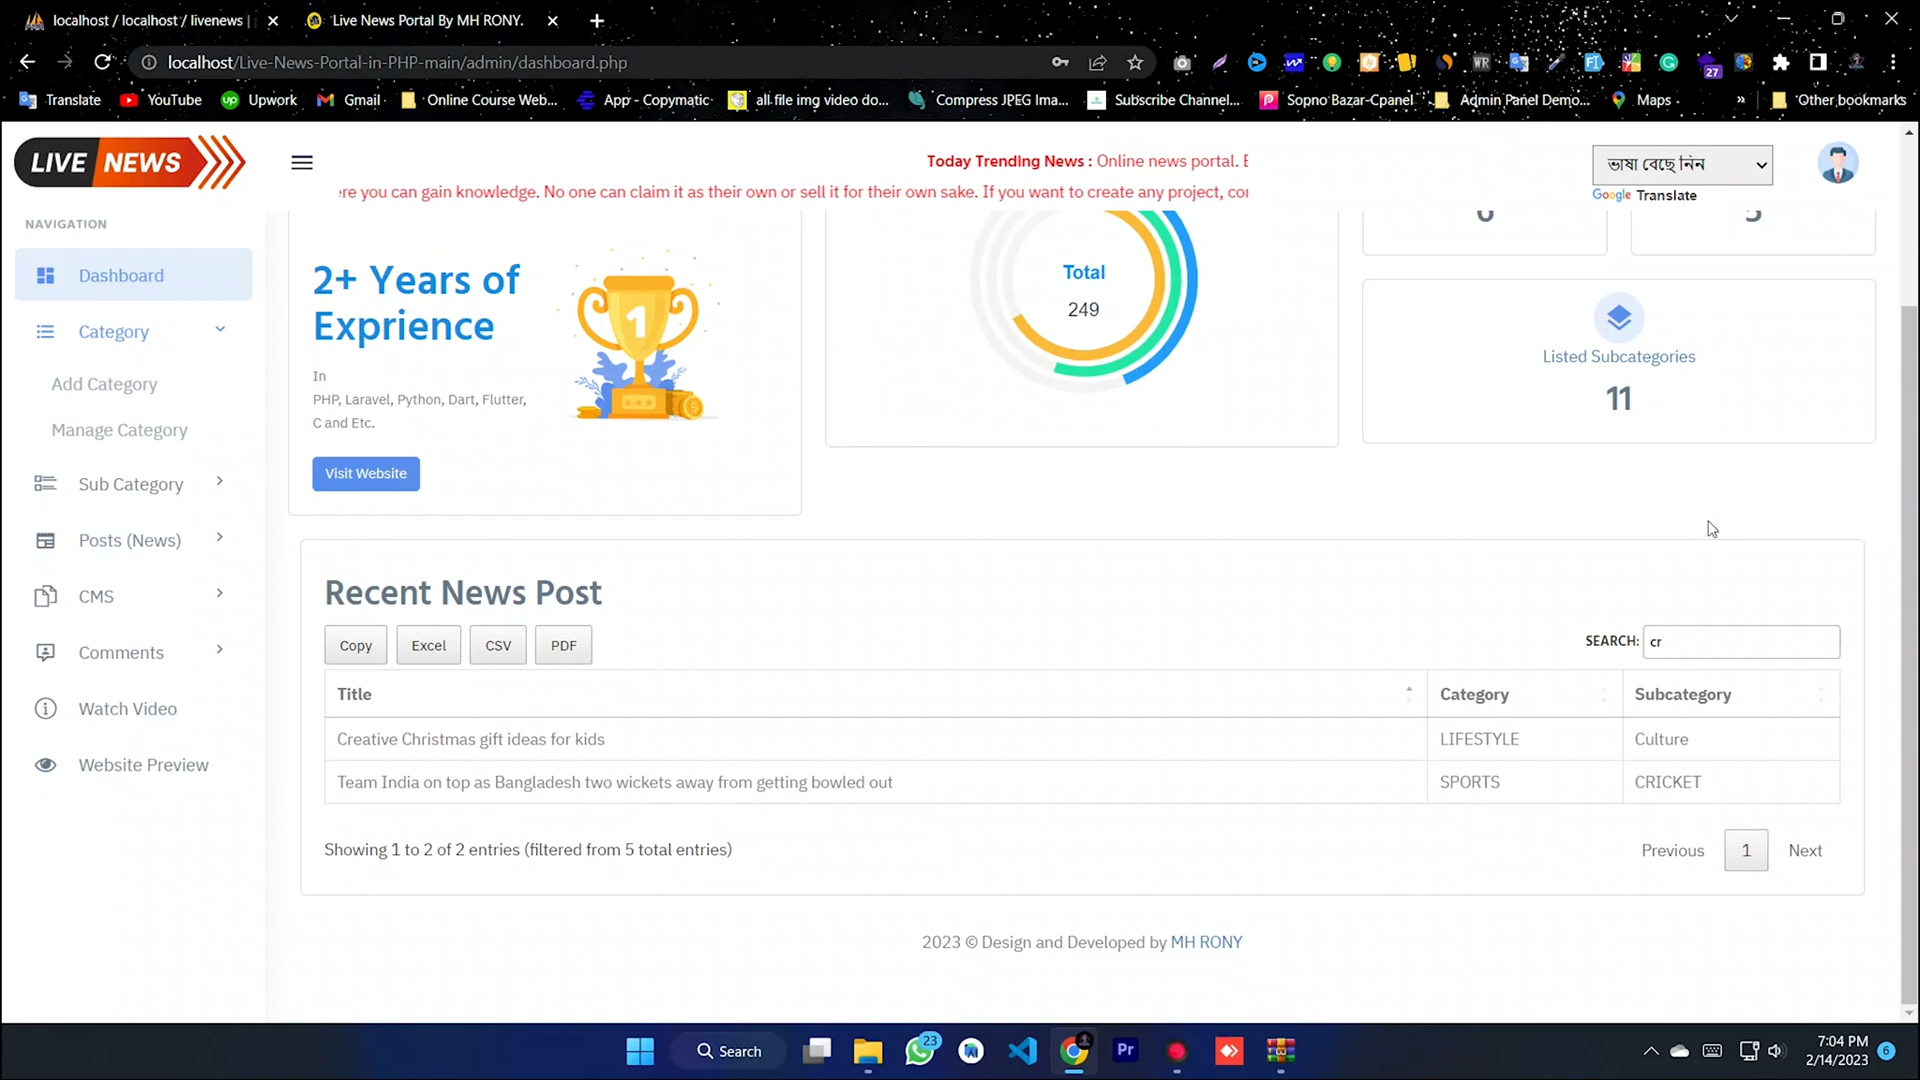 localhost / localhost / livenews |
Live News Portal By MH RONY.
localhost/Live-News-Portal-in-PHP-main/admin/dashboard.php
WR
27
Translate
YouTube
Upwork
Gmail
Online Course Web...
App - Copymatic
all file img video do...
Compress JPEG Ima...
Subscribe Channel...
Sopno Bazar-Cpanel
Admin Panel Demo...
Maps
»
Other bookmarks
LIVE NEWS
Today Trending News : Online news portal.
ere you can gain knowledge. No one can claim it as their own or sell it for their own sake. If you want to create any project, co
ভাষা বেছে নিন
Google Translate
NAVIGATION
Dashboard
Category
Add Category
Manage Category
Sub Category
Posts (News)
CMS
Comments
Watch Video
Website Preview
2+ Years of
Exprience
In
PHP, Laravel, Python, Dart, Flutter,
C and Etc.
Visit Website
1
Total
249
Listed Subcategories
11
Recent News Post
Copy
Excel
CSV
PDF
SEARCH: cr
Title Category Subcategory
Creative Christmas gift ideas for kids LIFESTYLE Culture
Team India on top as Bangladesh two wickets away from getting bowled out SPORTS CRICKET
Showing 1 to 2 of 2 entries (filtered from 5 total entries)
Previous 1 Next
2023 © Design and Developed by MH RONY
Search
23
Pr
7:04 PM
2/14/2023
6